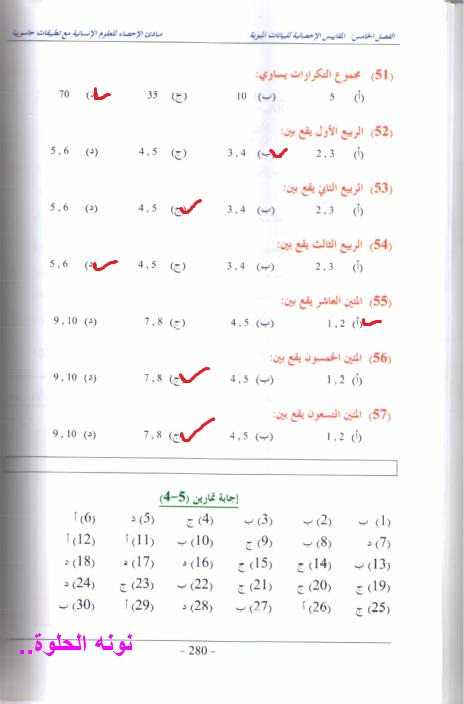 الفصل الخامس: المقاييس الإحصائية للبيانات المبوبة مبادئ الإحصاء للعلوم الإنسانية مع تطبيقات حاسوبية
(51) مجموع التكرارات يساوي:
(أ) 5 (ب) 10 (ج) 35 (د) 70
(52) الربيع الأول يقع بين:
(أ) 2,3 (ب) 3,4 (ج) 4,5 (د) 5,6
(53) الربيع الثاني يقع بين:
(أ) 2,3 (ب) 3,4 (ج) 4,5 (د) 5,6
(54) الربيع الثالث يقع بين:
(أ) 2,3 (ب) 3,4 (ج) 4,5 (د) 5,6
(55) المئين العاشر يقع بين:
(أ) 1,2 (ب) 4,5 (ج) 7,8 (د) 9,10
(56) المئين الخمسون يقع بين:
(أ) 1,2 (ب) 4,5 (ج) 7,8 (د) 9,10
(57) المئين التسعون يقع بين:
(أ) 1,2 (ب) 4,5 (ج) 7,8 (د) 9,10
إجابة تمارين (5-4)
(1) ب (2) ب (3) ب (4) ج (5) د (6) أ
(7) د (8) ب (9) ج (10) ب (11) أ (12) أ
(13) ب (14) ج (15) ج (16) د (17) د (18) د
(19) ج (20) ج (21) ج (22) ب (23) ج (24) د
(25) ج (26) أ (27) ب (28) د (29) أ (30) ب
- 280 -
نونه الحلوة..